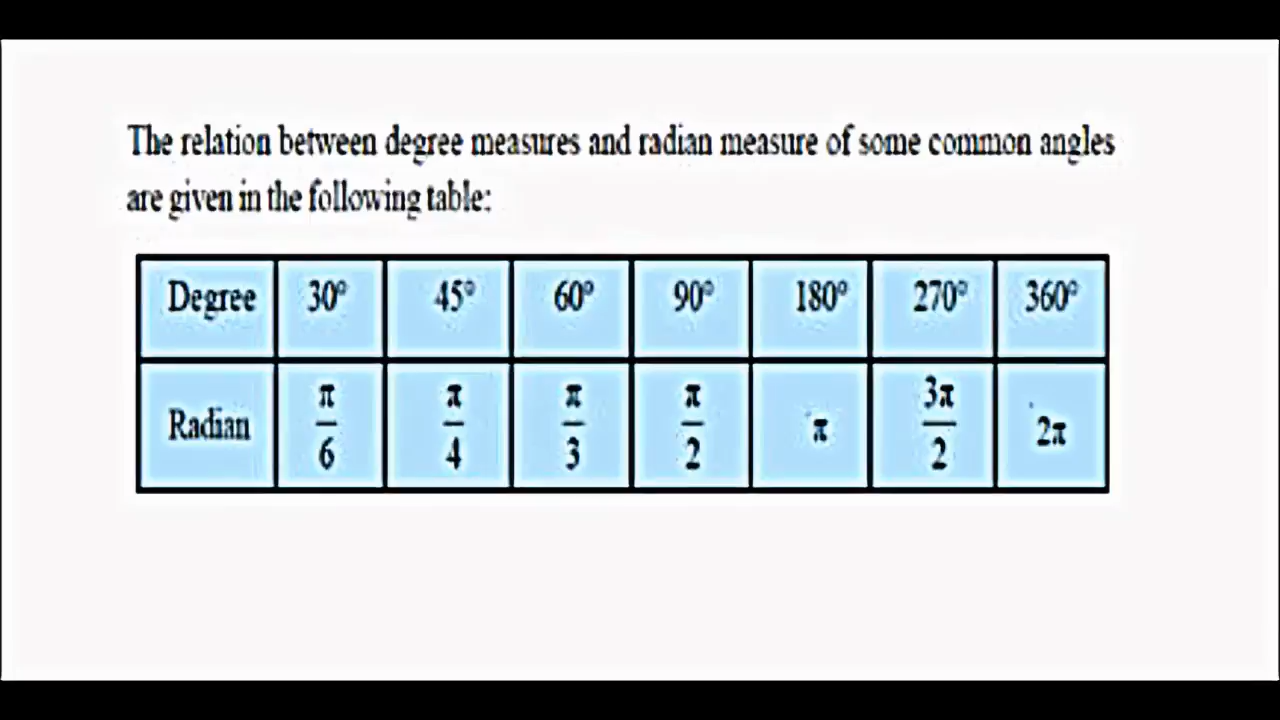 The relation between degree measures and radian measure of some common angles
are given in the following table:
Degree 30° 45° 60° 90° 180° 270° 360°
Radian π/6 π/4 π/3 π/2 π 3π/2 2π